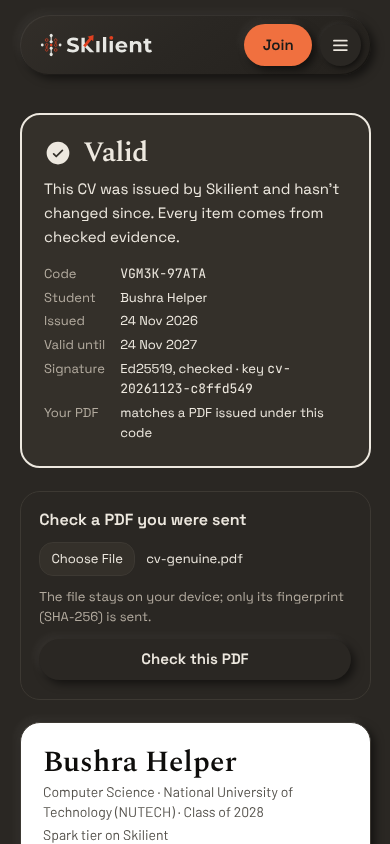 Skilient
Join
Valid
This CV was issued by Skilient and hasn't
changed since. Every item comes from
checked evidence.
Code VGM3K-97ATA
Student Bushra Helper
Issued 24 Nov 2026
Valid until 24 Nov 2027
Signature Ed25519, checked · key cv-
20261123-c8ffd549
Your PDF matches a PDF issued under this
code
Check a PDF you were sent
Choose File cv-genuine.pdf
The file stays on your device; only its fingerprint
(SHA-256) is sent.
Check this PDF
Bushra Helper
Computer Science · National University of
Technology (NUTECH) · Class of 2028
Spark tier on Skilient